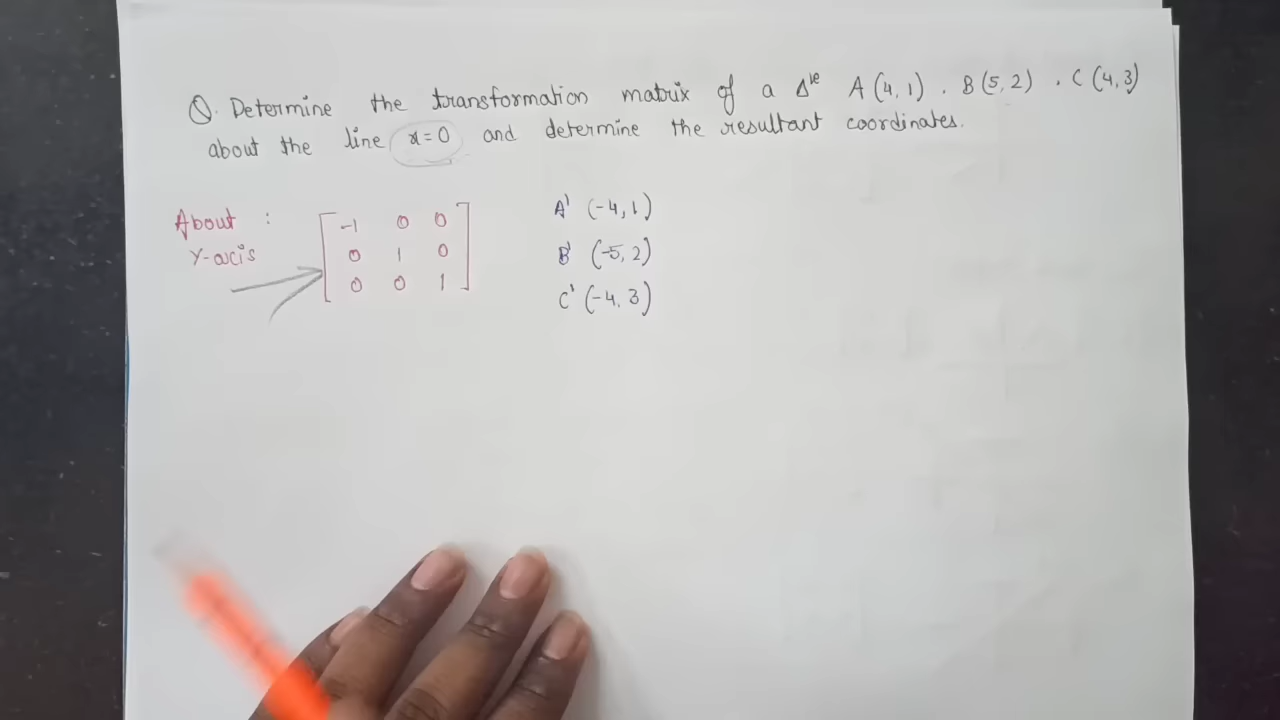 Q. Determine the transformation matrix of a Δle A(4,1) . B(5,2) . C(4,3)
about the line x=0 and determine the resultant coordinates.
About :
Y-axis
-1 0 0
0 1 0
0 0 1
A' (-4,1)
B' (-5,2)
C' (-4,3)